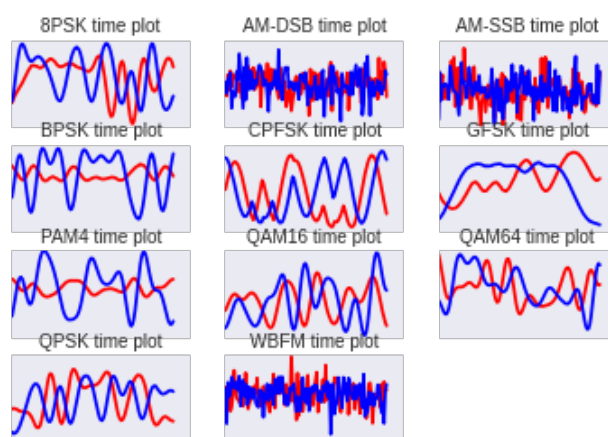 8PSK time plot AM-DSB time plot AM-SSB time plot
BPSK time plot CPFSK time plot GFSK time plot
PAM4 time plot QAM16 time plot QAM64 time plot
QPSK time plot WBFM time plot